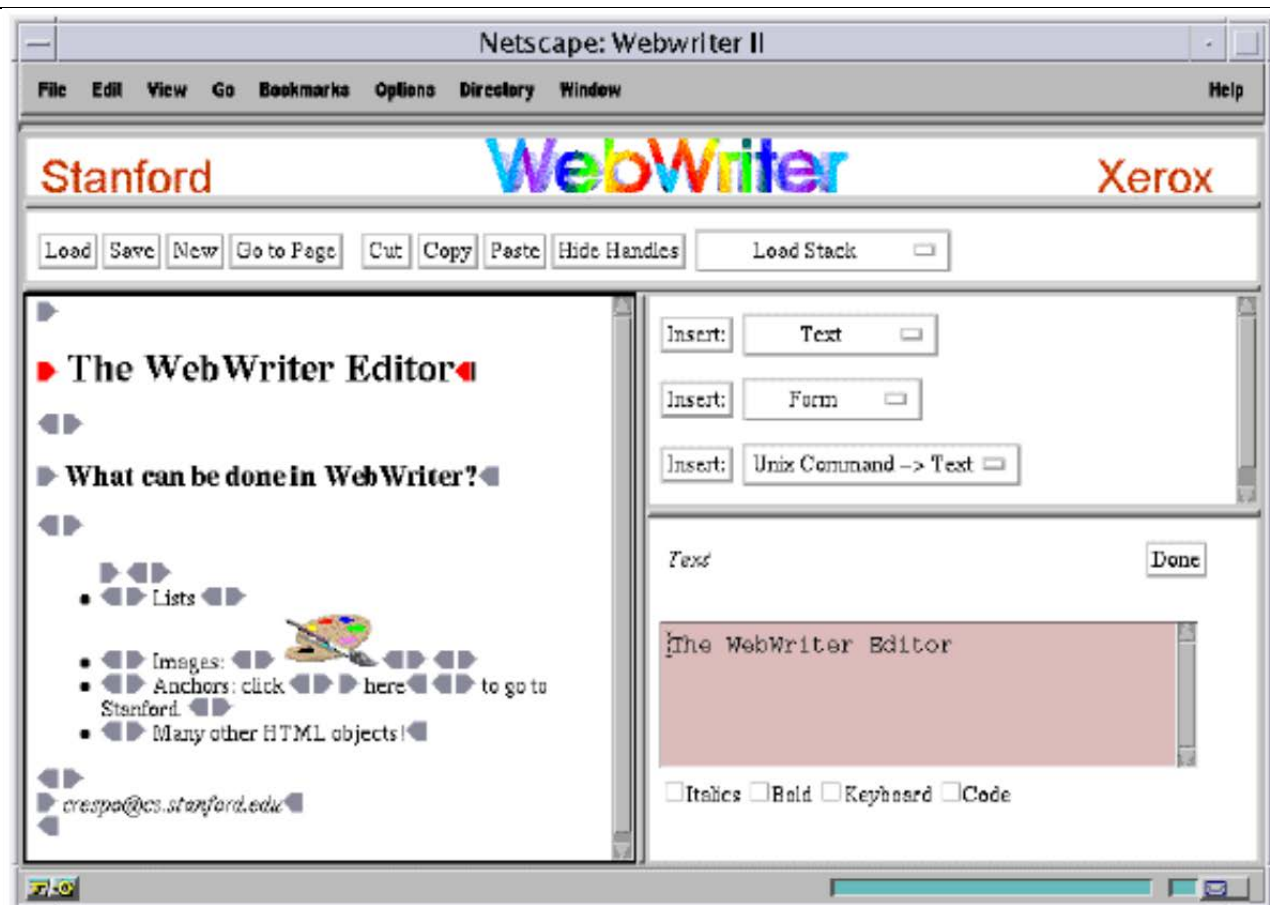 Netscape: Webwriter II
File Edit View Go Bookmarks Options Directory Window Help
Stanford WebWriter Xerox
Load Save New Go to Page Cut Copy Paste Hide Handles Load Stack
The WebWriter Editor
What can be done in WebWriter?
Lists
Images:
Anchors: click here to go to
Stanford.
Many other HTML objects!
crespo@cs.stanford.edu
Insert: Text
Insert: Form
Insert: Unix Command --> Text
Text Done
The WebWriter Editor
Italics Bold Keyboard Code